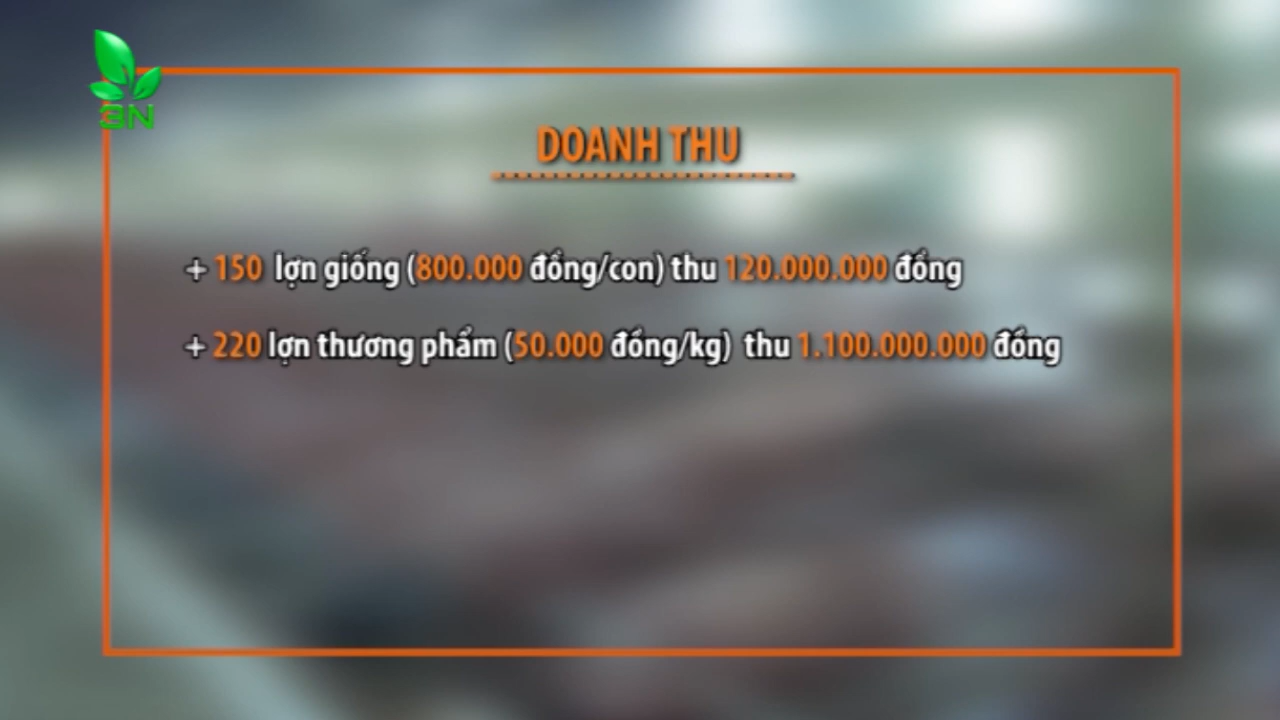 3N
DOANH THU
+ 150 lợn giống (800.000 đồng/con) thu 120.000.000 đồng
+ 220 lợn thương phẩm (50.000 đồng/kg) thu 1.100.000.000 đồng